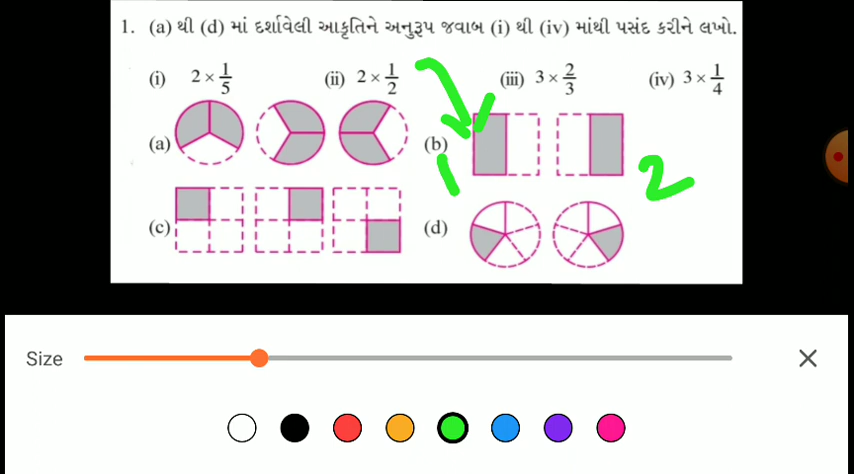 1. (a) થી (d) માં દર્શાવેલી આકૃતિને અનુરૂપ જવાબ (i) થી (iv) માંથી પસંદ કરીને લખો.
(i) 2 × 1/5 (ii) 2 × 1/2 (iii) 3 × 2/3 (iv) 3 × 1/4
(a) (b)
1 2
(c) (d)
Size